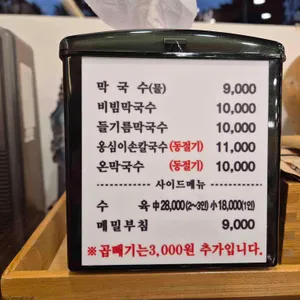 막 국 수(물) 9,000
비빔막국수 10,000
들기름막국수 10,000
옹심이손칼국수 (동절기) 11,000
온막국수 (동절기) 10,000
사이드메뉴
수 육 中 28,000(2~3인) 小 18,000(1인)
메밀부침 9,000
※곱빼기는3,000원 추가입니다.